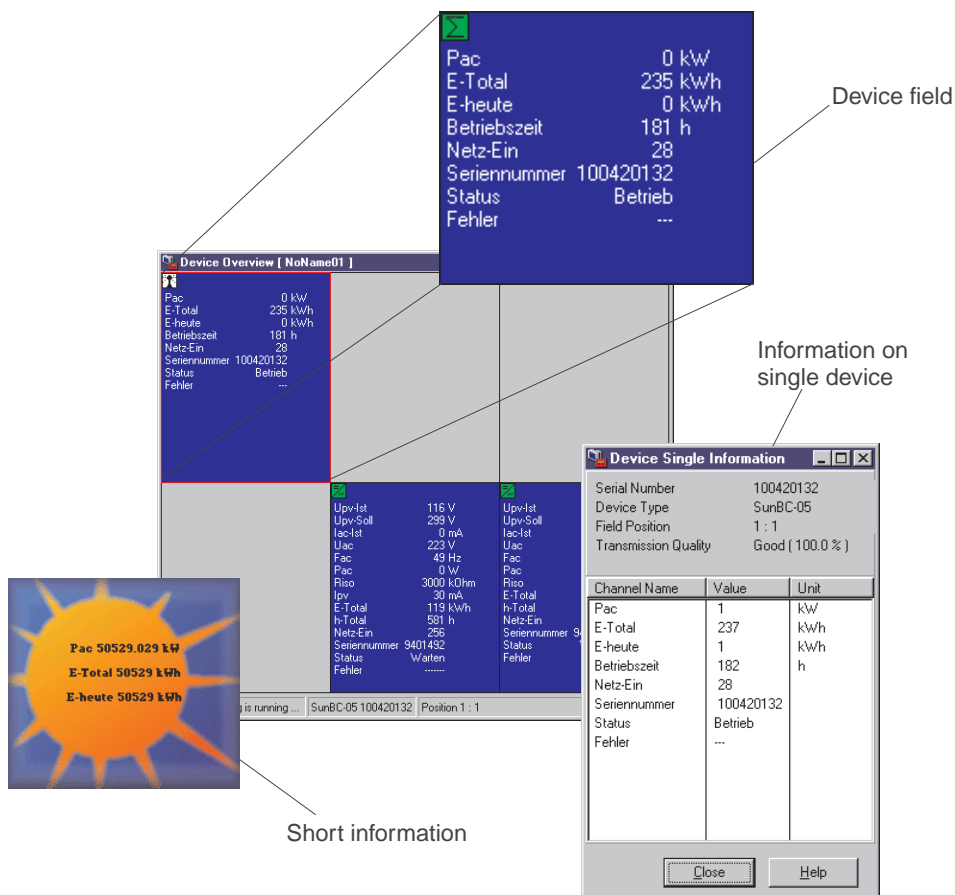 Σ
Pac 0 kW
E-Total 235 kWh
E-heute 0 kWh
Betriebszeit 181 h
Netz-Ein 28
Seriennummer 100420132
Status Betrieb
Fehler ---
Device field
Device Overview [ NoName01 ]
Pac 0 kW
E-Total 235 kWh
E-heute 0 kWh
Betriebszeit 181 h
Netz-Ein 28
Seriennummer 100420132
Status Betrieb
Fehler ---
Information on
single device
Upv-Ist 116 V
Upv-Soll 299 V
Iac-Ist 0 mA
Uac 223 V
Fac 49 Hz
Pac 0 W
Riso 3000 kOhm
Ipv 30 mA
E-Total 119 kWh
h-Total 581 h
Netz-Ein 256
Seriennummer 9401492
Status Warten
Fehler -------
Upv-Ist
Upv-Soll
Iac-Ist
Uac
Fac
Pac
Riso
E-Total
h-Total
Netz-Ein
Seriennummer
Status
Fehler
is running ... SunBC-05 100420132 Position 1 : 1
Device Single Information
Serial Number 100420132
Device Type SunBC-05
Field Position 1 : 1
Transmission Quality Good ( 100.0 % )
Channel Name Value Unit
Pac 1 kW
E-Total 237 kWh
E-heute 1 kWh
Betriebszeit 182 h
Netz-Ein 28
Seriennummer 100420132
Status Betrieb
Fehler ---
Close Help
Pac 50529.029 kW
E-Total 50529 kWh
E-heute 50529 kWh
Short information